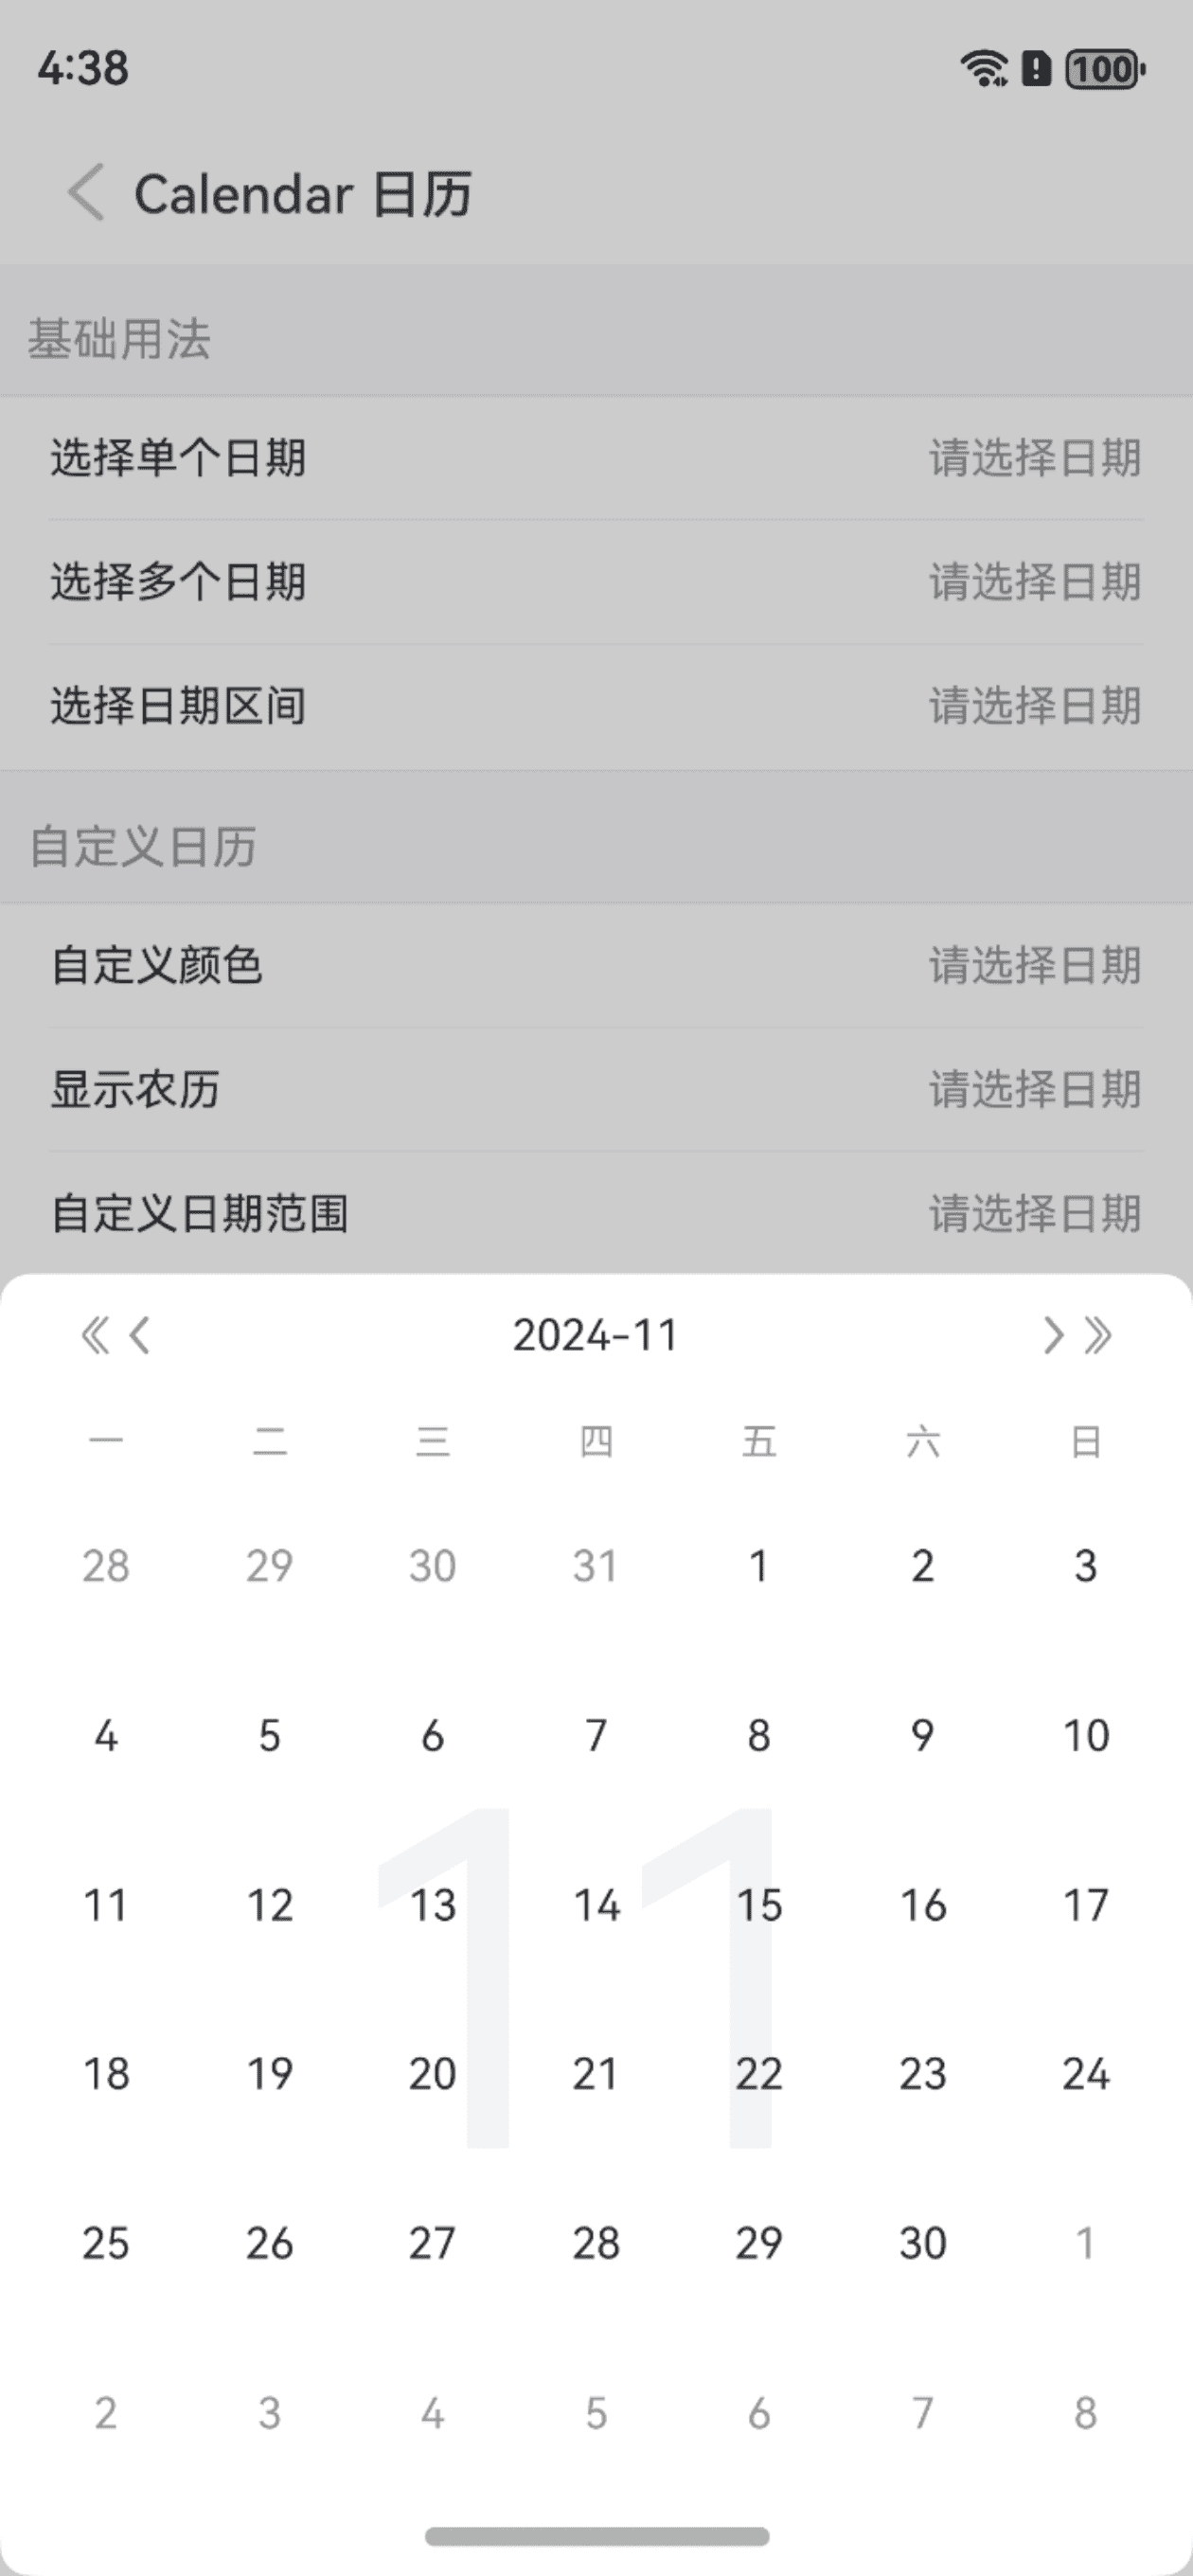 4:38 100
Calendar 日历
基础用法
选择单个日期 请选择日期
选择多个日期 请选择日期
选择日期区间 请选择日期
自定义日历
自定义颜色 请选择日期
显示农历 请选择日期
自定义日期范围 请选择日期
2024-11
一 二 三 四 五 六 日
28 29 30 31 1 2 3
4 5 6 7 8 9 10
11
11 12 13 14 15 16 17
18 19 20 21 22 23 24
25 26 27 28 29 30 1
2 3 4 5 6 7 8